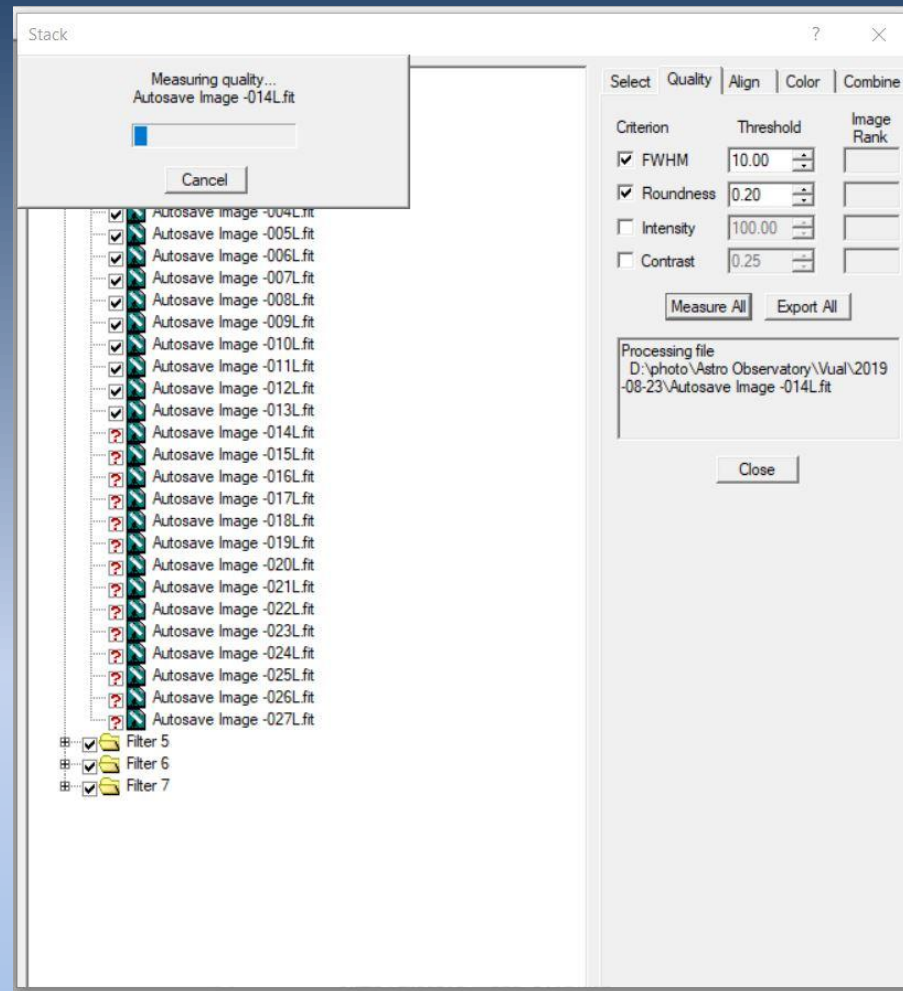 Stack
Measuring quality...
Autosave Image -014L.fit
Cancel
Autosave Image -004L.fit
Autosave Image -005L.fit
Autosave Image -006L.fit
Autosave Image -007L.fit
Autosave Image -008L.fit
Autosave Image -009L.fit
Autosave Image -010L.fit
Autosave Image -011L.fit
Autosave Image -012L.fit
Autosave Image -013L.fit
Autosave Image -014L.fit
Autosave Image -015L.fit
Autosave Image -016L.fit
Autosave Image -017L.fit
Autosave Image -018L.fit
Autosave Image -019L.fit
Autosave Image -020L.fit
Autosave Image -021L.fit
Autosave Image -022L.fit
Autosave Image -023L.fit
Autosave Image -024L.fit
Autosave Image -025L.fit
Autosave Image -026L.fit
Autosave Image -027L.fit
Filter 5
Filter 6
Filter 7
Select Quality Align Color Combine
Criterion Threshold Image Rank
FWHM 10.00
Roundness 0.20
Intensity 100.00
Contrast 0.25
Measure All Export All
Processing file
D:\photo\Astro Observatory\Vual\2019
-08-23\Autosave Image -014L.fit
Close